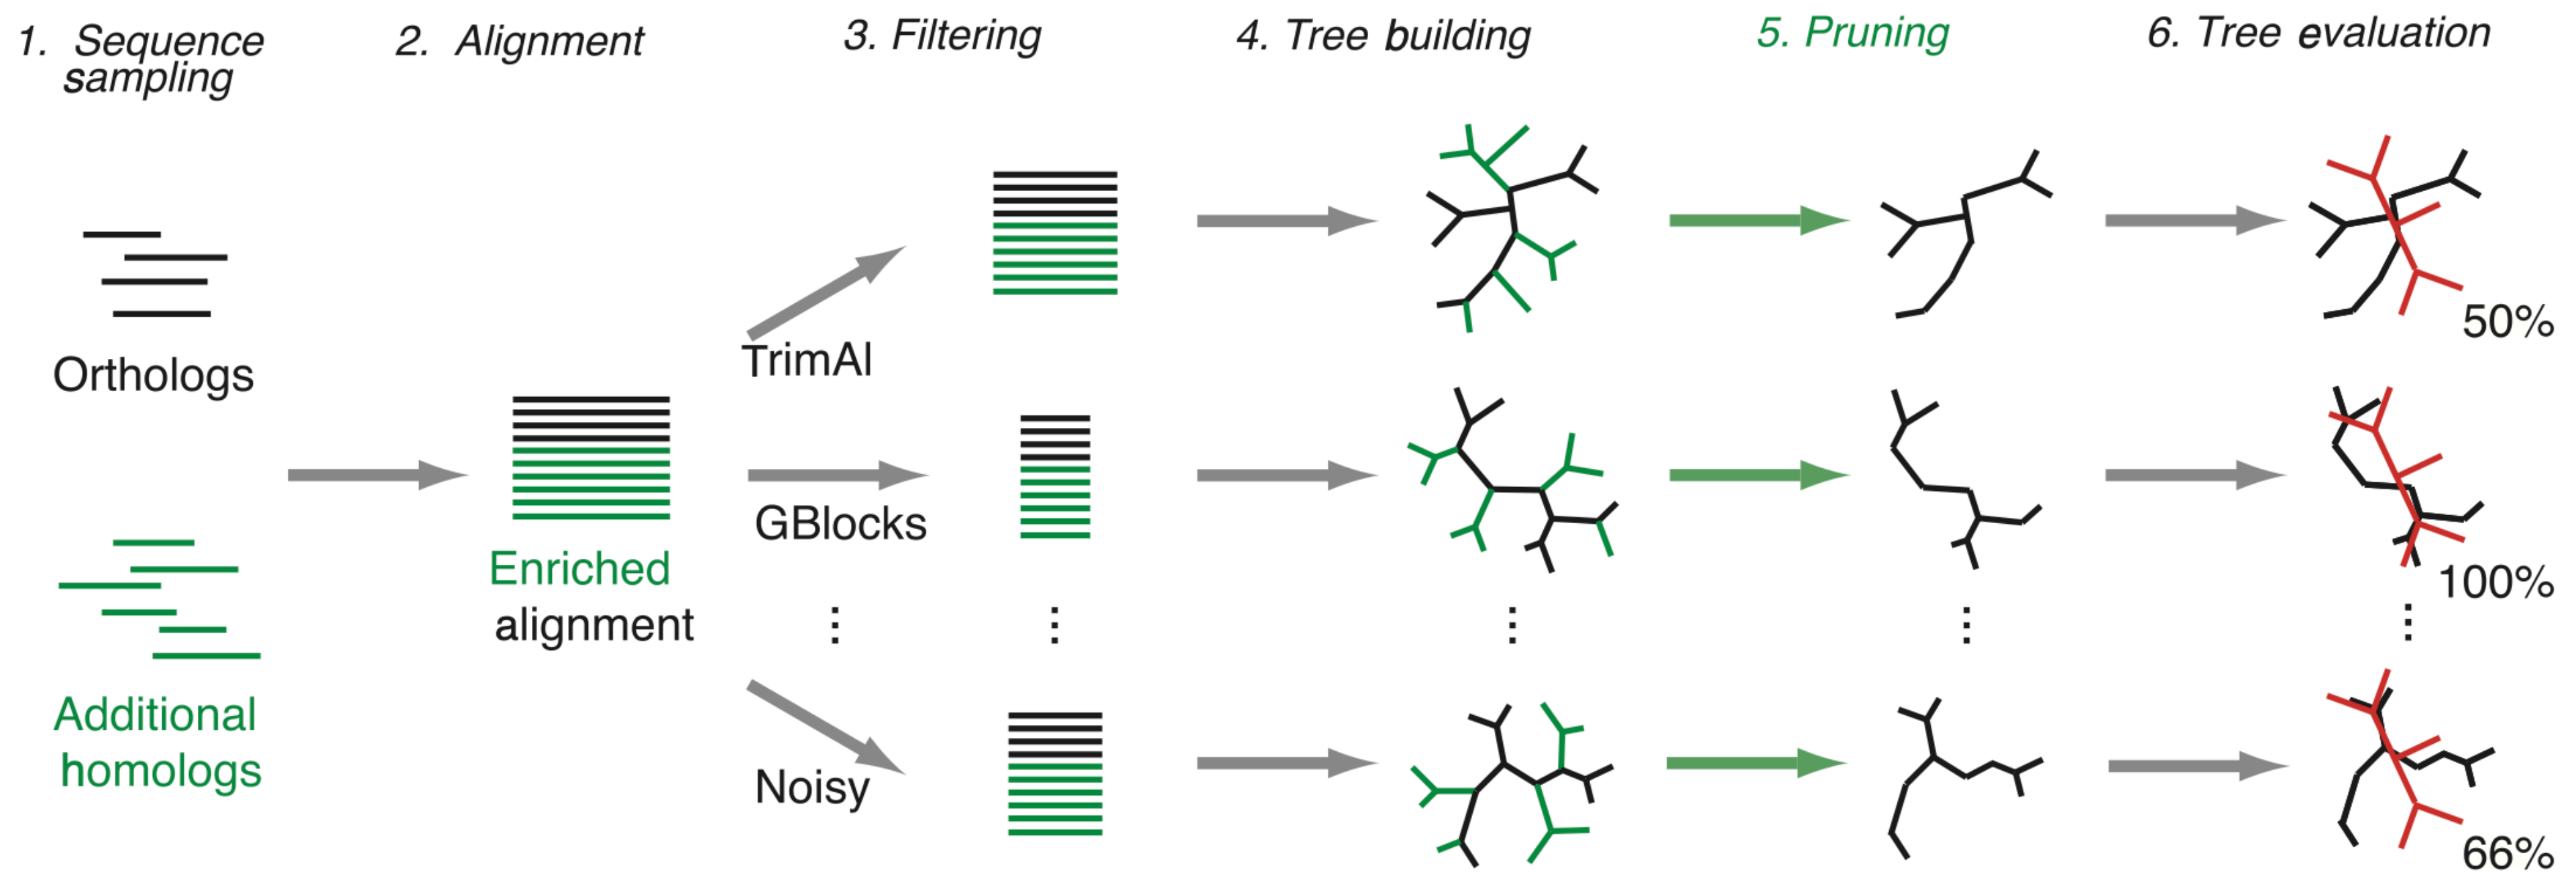 1. Sequence
sampling
2. Alignment
3. Filtering
4. Tree building
5. Pruning
6. Tree evaluation
Orthologs
Additional
homologs
Enriched
alignment
TrimAl
GBlocks
Noisy
50%
100%
66%